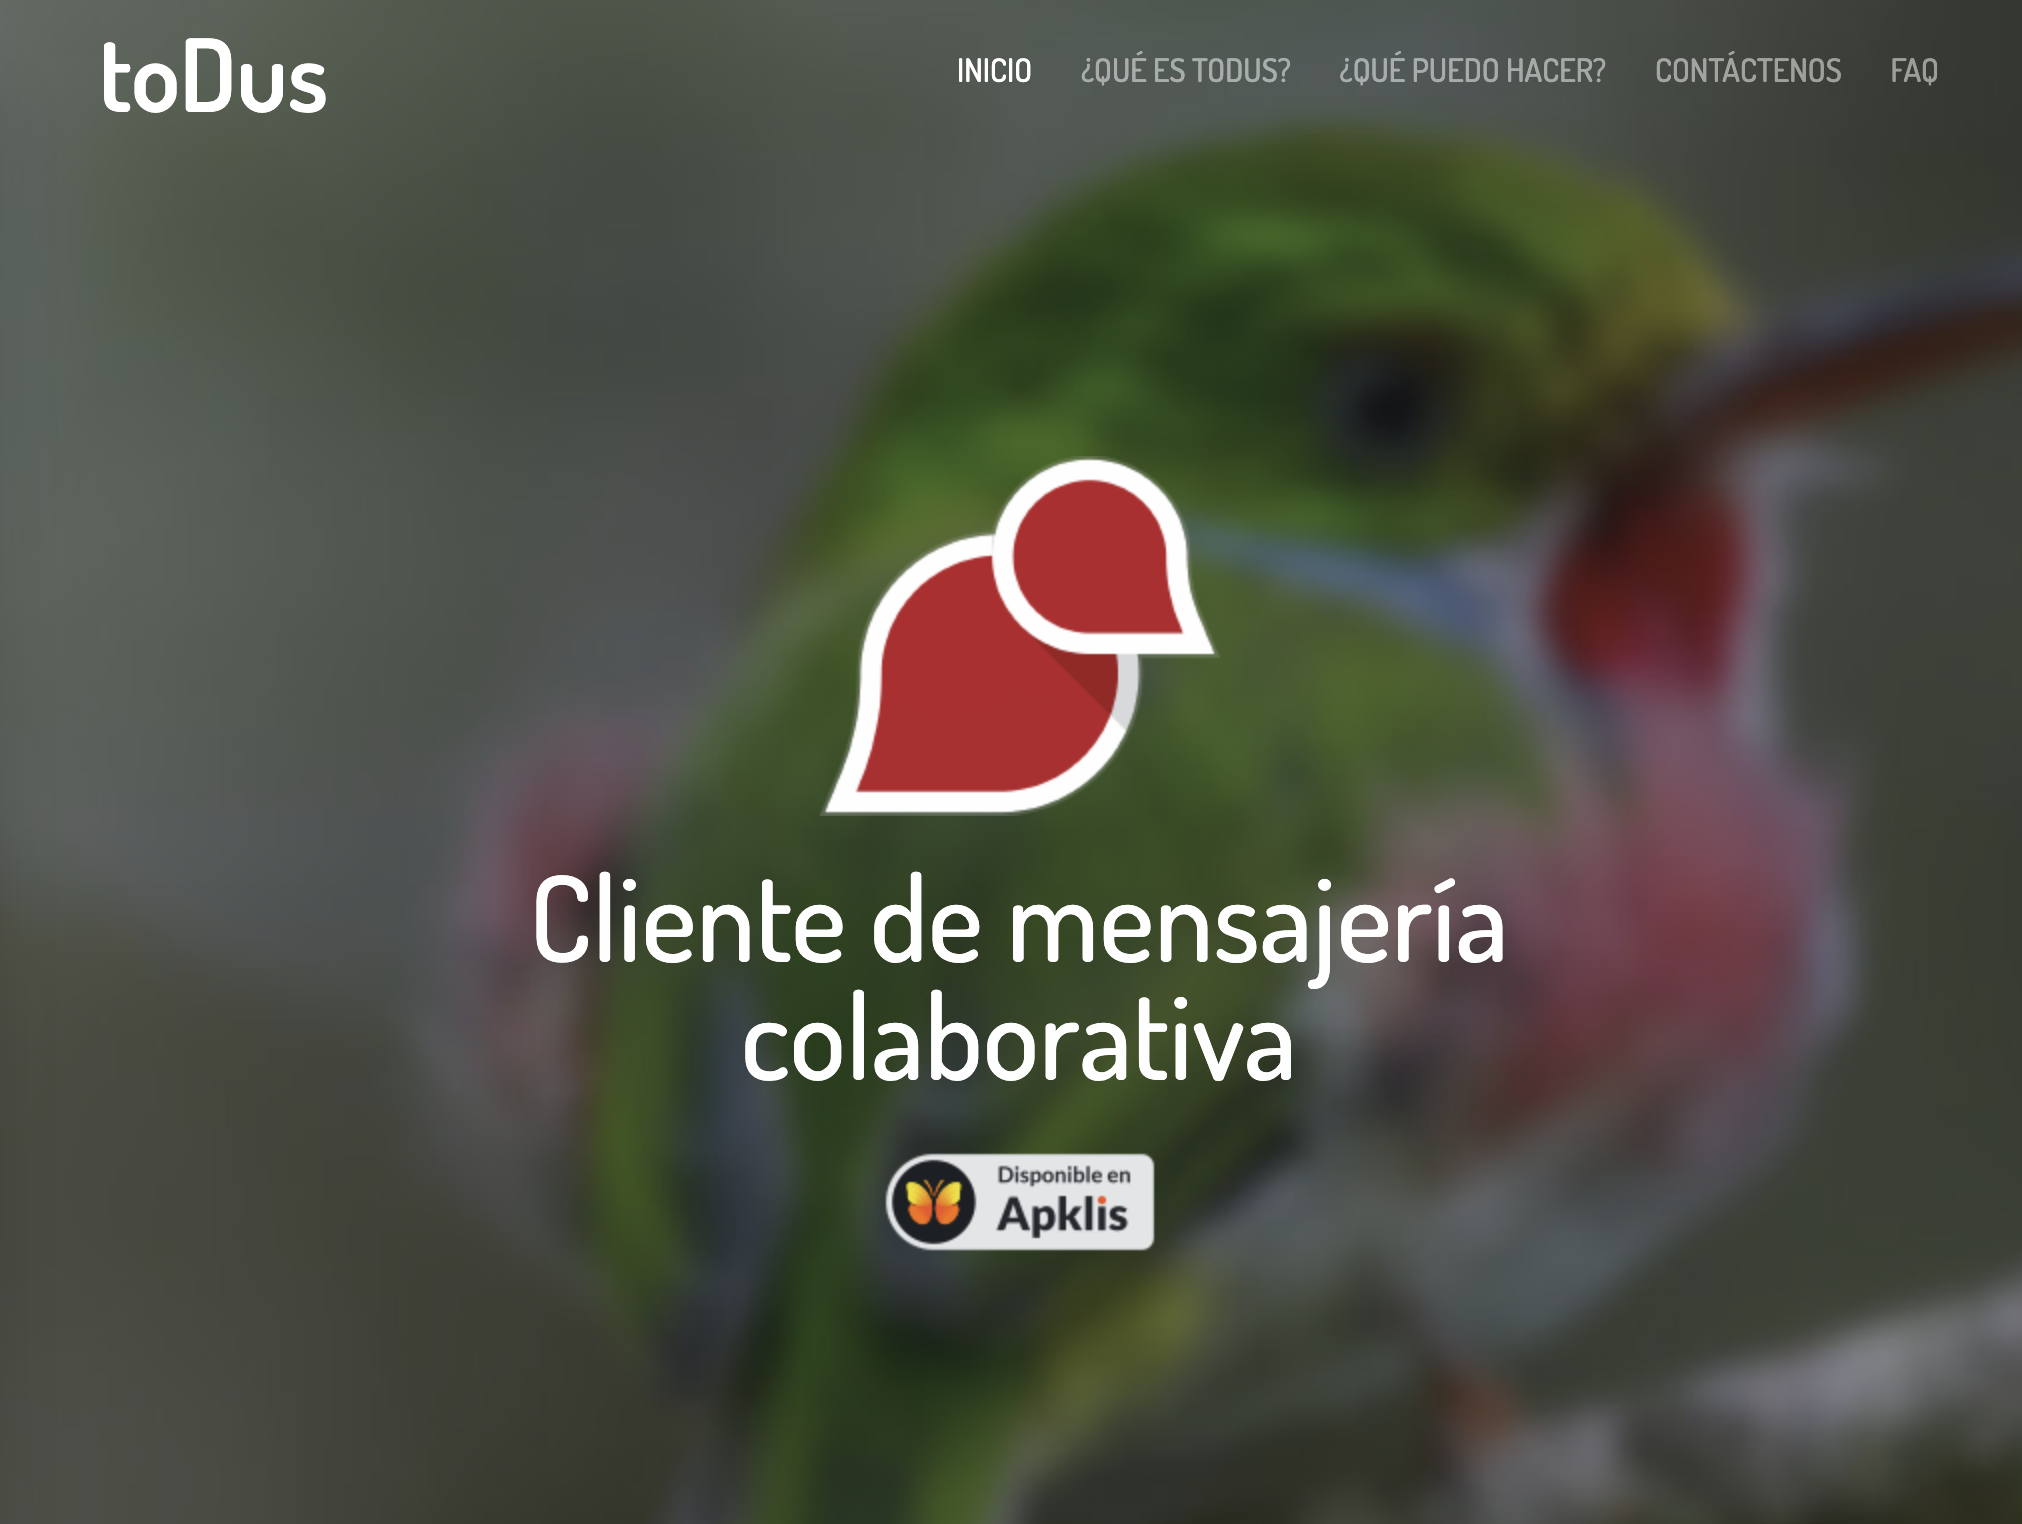 toDus
INICIO ¿QUÉ ES TODUS? ¿QUÉ PUEDO HACER? CONTÁCTENOS FAQ
Cliente de mensajería
colaborativa
Disponible en
Apklis